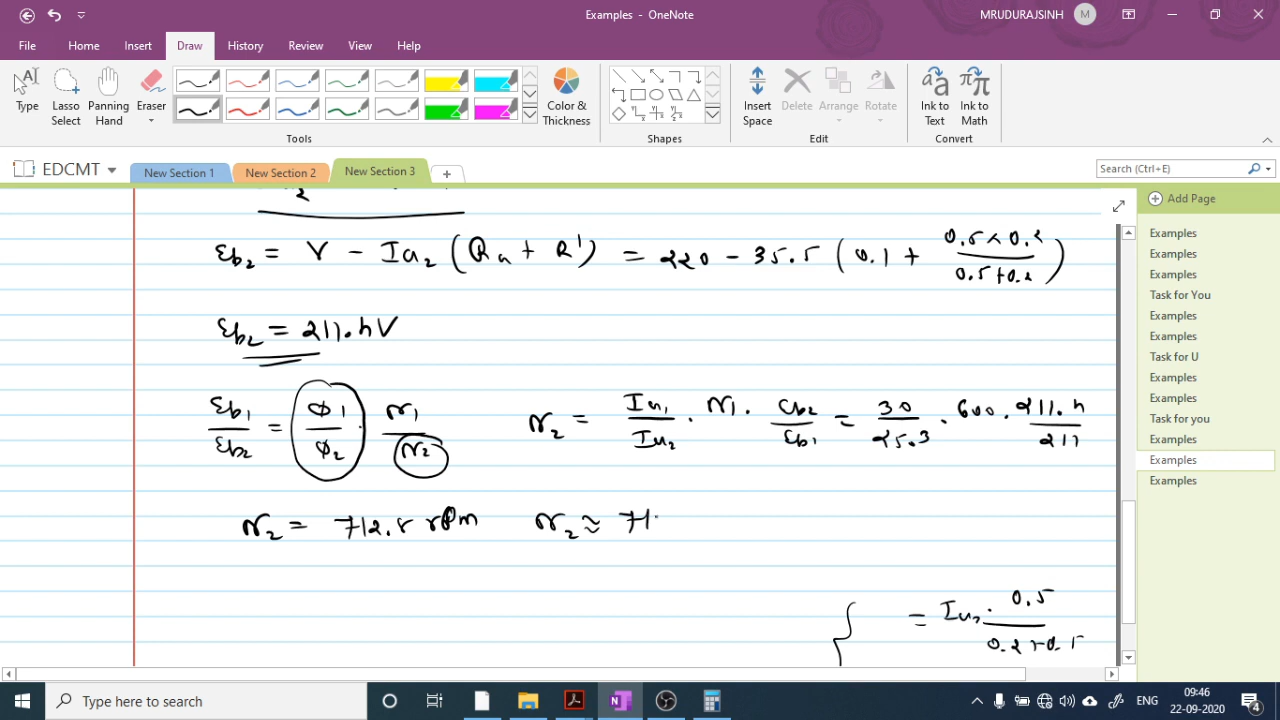 Examples - OneNote
MRUDURAJSINH M
File Home Insert Draw History Review View Help
Type
Lasso Select
Panning Hand
Eraser
Color & Thickness
Insert Space
Delete
Arrange
Rotate
Ink to Text
Ink to Math
Tools
Shapes
Edit
Convert
EDCMT
New Section 1
New Section 2
New Section 3
Search (Ctrl+E)
Add Page
Examples
Examples
Examples
Task for You
Examples
Examples
Task for U
Examples
Examples
Task for you
Examples
Examples
Examples
Eb2 = V - Ia2 (Ra + R') = 220 - 35.5 (0.1 + 0.5 x 0.2 / 0.5 + 0.2)
Eb2 = 211.4 V
Eb1 / Eb2 = φ1 / φ2 . N1 / N2
N2 = Ia1 / Ia2 . N1 . Eb2 / Eb1 = 30 / 25.3 . 600 . 211.4 / 211
N2 = 712.8 rpm N2 ≈ 71
= Ia2 . 0.5 / 0.2 + 0.5
Type here to search
ENG
09:46
22-09-2020
4